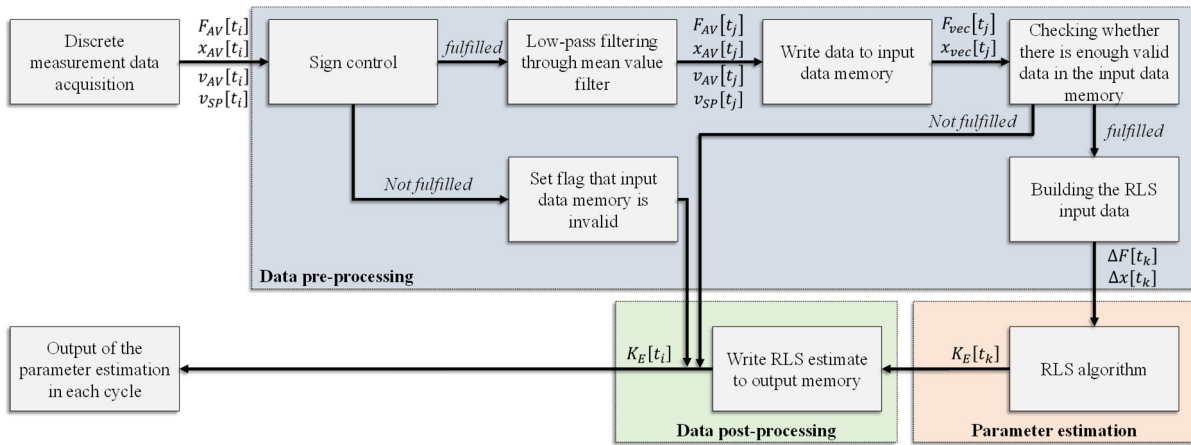 Discrete
measurement data
acquisition
F_AV[t_i]
x_AV[t_i]
v_AV[t_i]
v_SP[t_i]
Sign control
fulfilled
Low-pass filtering
through mean value
filter
F_AV[t_j]
x_AV[t_j]
v_AV[t_j]
v_SP[t_j]
Write data to input
data memory
F_vec[t_j]
x_vec[t_j]
Checking whether
there is enough valid
data in the input data
memory
Not fulfilled
fulfilled
Not fulfilled
Set flag that input
data memory is
invalid
Building the RLS
input data
Data pre-processing
ΔF[t_k]
Δx[t_k]
Output of the
parameter estimation
in each cycle
K_E[t_i]
Write RLS estimate
to output memory
K_E[t_k]
RLS algorithm
Data post-processing
Parameter estimation